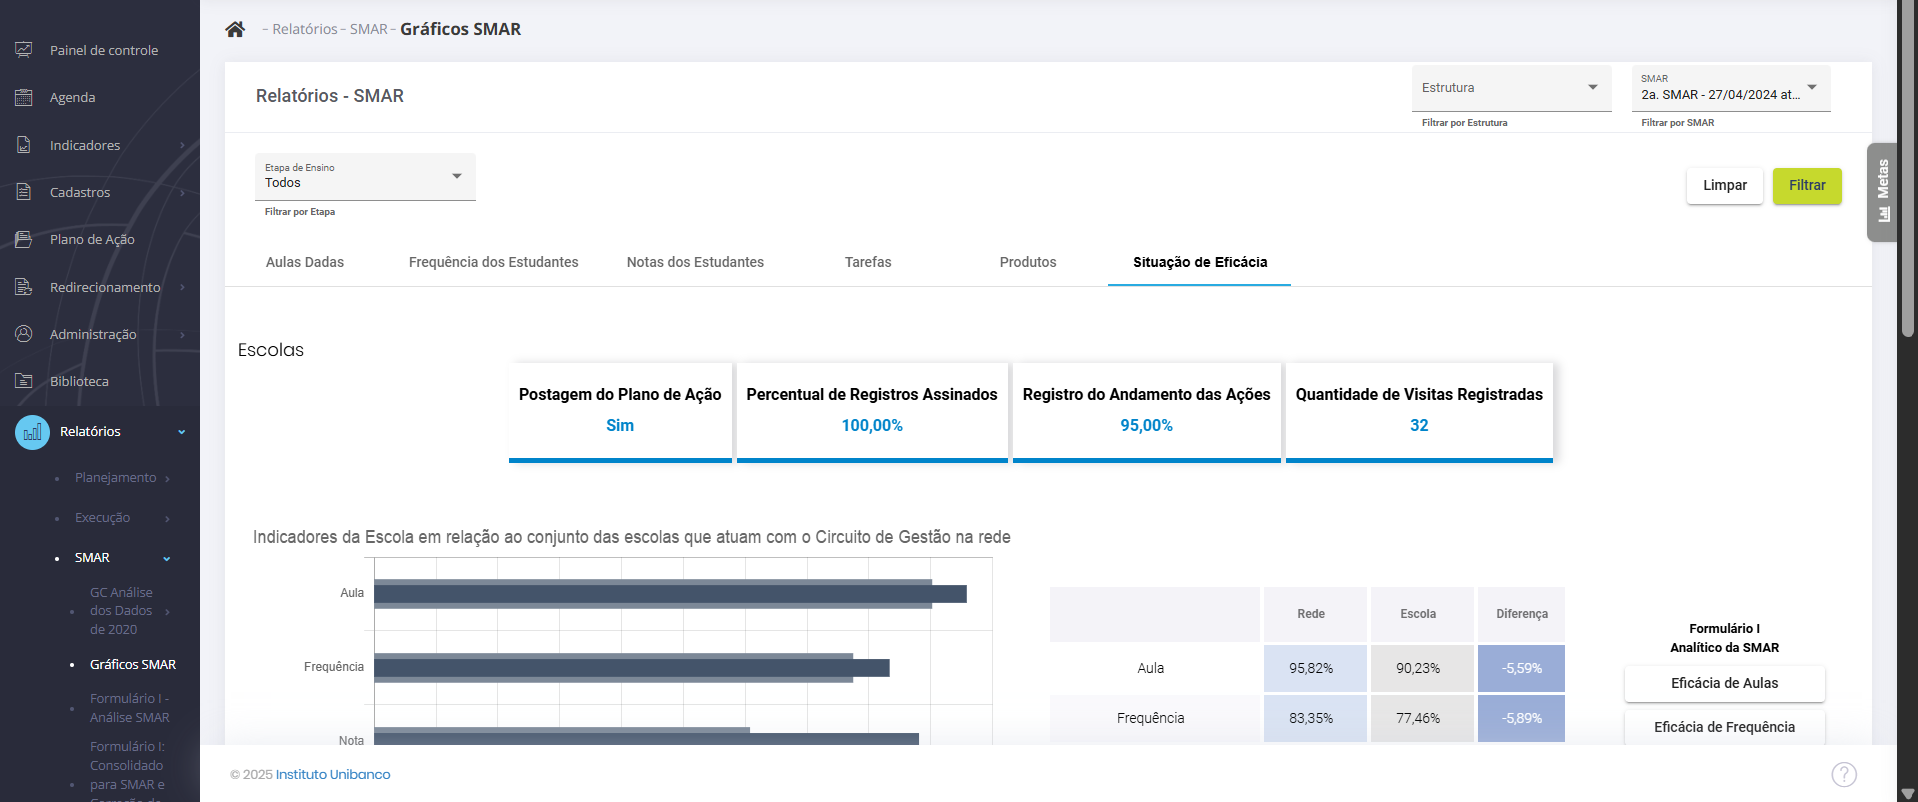 Painel de controle
Agenda
Indicadores
Cadastros
Plano de Ação
Redirecionamento
Administração
Biblioteca
Relatórios
Planejamento
Execução
SMAR
GC Análise
dos Dados
de 2020
Gráficos SMAR
Formulário I -
Análise SMAR
Formulário I:
Consolidado
para SMAR e
– Relatórios – SMAR – Gráficos SMAR
Relatórios - SMAR
Estrutura
Filtrar por Estrutura
SMAR
2a. SMAR - 27/04/2024 at...
Filtrar por SMAR
Etapa de Ensino
Todos
Filtrar por Etapa
Limpar
Filtrar
Metas
Aulas Dadas
Frequência dos Estudantes
Notas dos Estudantes
Tarefas
Produtos
Situação de Eficácia
Escolas
Postagem do Plano de Ação
Sim
Percentual de Registros Assinados
100,00%
Registro do Andamento das Ações
95,00%
Quantidade de Visitas Registradas
32
Indicadores da Escola em relação ao conjunto das escolas que atuam com o Circuito de Gestão na rede
Aula
Frequência
Nota
Rede Escola Diferença
Aula 95,82% 90,23% -5,59%
Frequência 83,35% 77,46% -5,89%
Formulário I
Analítico da SMAR
Eficácia de Aulas
Eficácia de Frequência
© 2025 Instituto Unibanco
?